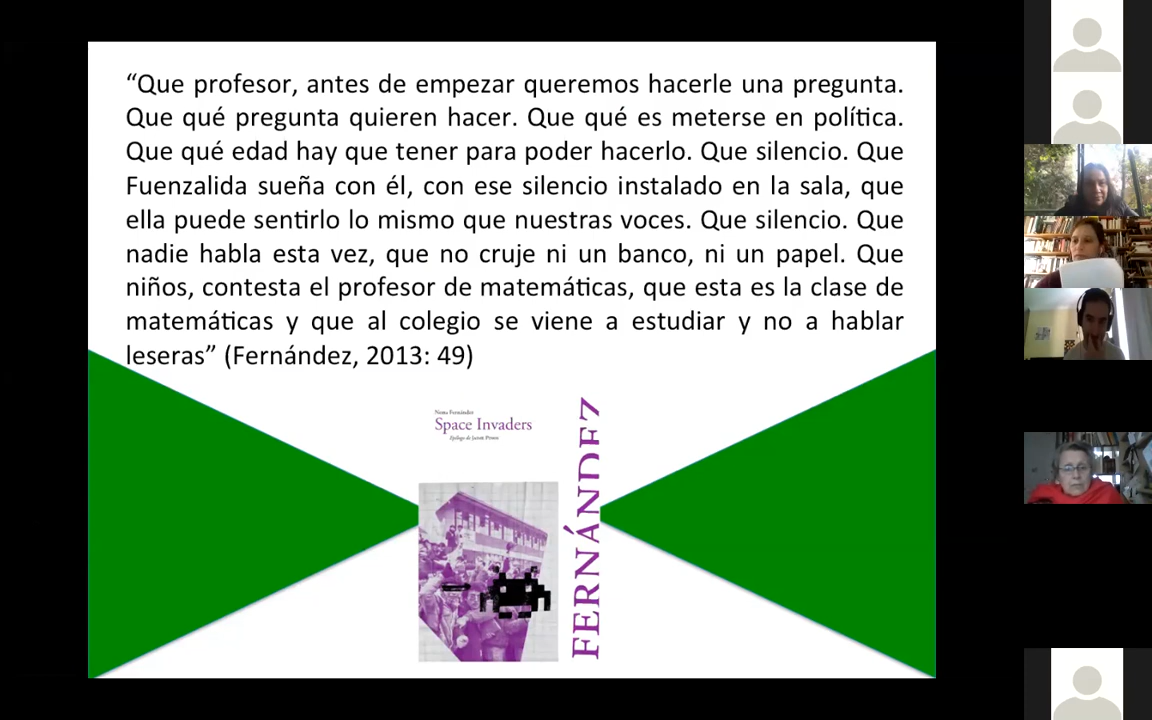 “Que profesor, antes de empezar queremos hacerle una pregunta.
Que qué pregunta quieren hacer. Que qué es meterse en política.
Que qué edad hay que tener para poder hacerlo. Que silencio. Que
Fuenzalida sueña con él, con ese silencio instalado en la sala, que
ella puede sentirlo lo mismo que nuestras voces. Que silencio. Que
nadie habla esta vez, que no cruje ni un banco, ni un papel. Que
niños, contesta el profesor de matemáticas, que esta es la clase de
matemáticas y que al colegio se viene a estudiar y no a hablar
leseras” (Fernández, 2013: 49)
Nona Fernández
Space Invaders
Epílogo de
FERNÁNDEZ